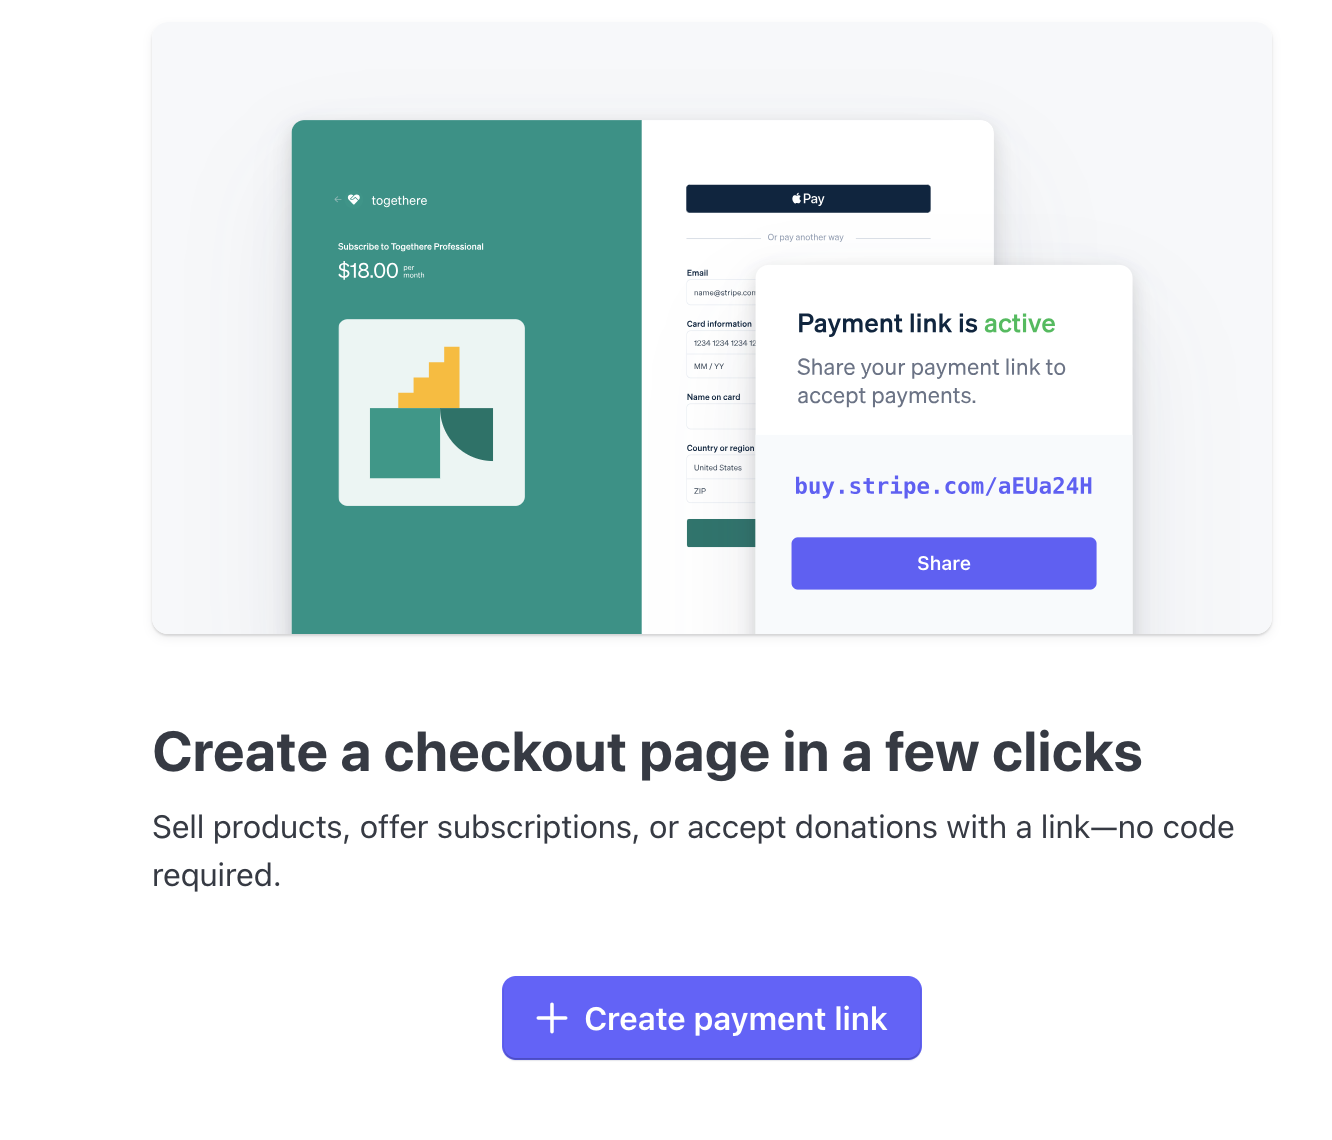 ← togethere
Subscribe to Togethere Professional
$18.00 per
month
Pay
Or pay another way
Email
name@stripe.com
Card information
1234 1234 1234 12
MM / YY
Name on card
Country or region
United States
ZIP
Payment link is active
Share your payment link to
accept payments.
buy.stripe.com/aEUa24H
Share
Create a checkout page in a few clicks
Sell products, offer subscriptions, or accept donations with a link—no code
required.
+ Create payment link